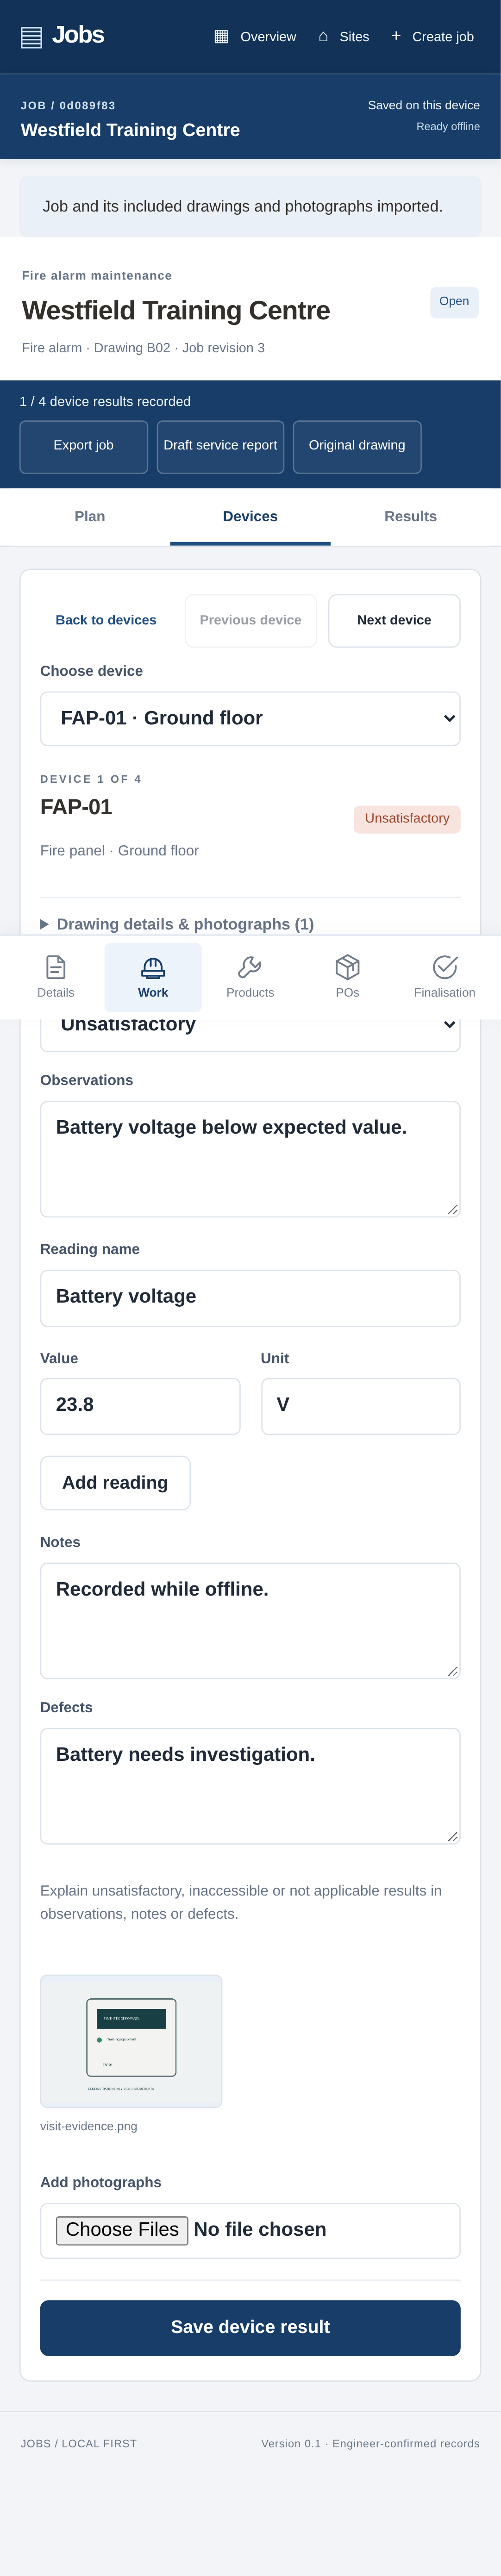 Jobs
Overview
Sites
+ Create job
JOB / 0d089f83
Saved on this device
Westfield Training Centre
Ready offline
Job and its included drawings and photographs imported.
Fire alarm maintenance
Westfield Training Centre
Open
Fire alarm · Drawing B02 · Job revision 3
1 / 4 device results recorded
Export job
Draft service report
Original drawing
Plan
Devices
Results
Back to devices
Previous device
Next device
Choose device
FAP-01 · Ground floor
DEVICE 1 OF 4
FAP-01
Unsatisfactory
Fire panel · Ground floor
Drawing details & photographs (1)
Details
Work
Products
POs
Finalisation
Unsatisfactory
Observations
Battery voltage below expected value.
Reading name
Battery voltage
Value
Unit
23.8
V
Add reading
Notes
Recorded while offline.
Defects
Battery needs investigation.
Explain unsatisfactory, inaccessible or not applicable results in
observations, notes or defects.
visit-evidence.png
Add photographs
Choose Files No file chosen
Save device result
JOBS / LOCAL FIRST
Version 0.1 · Engineer-confirmed records